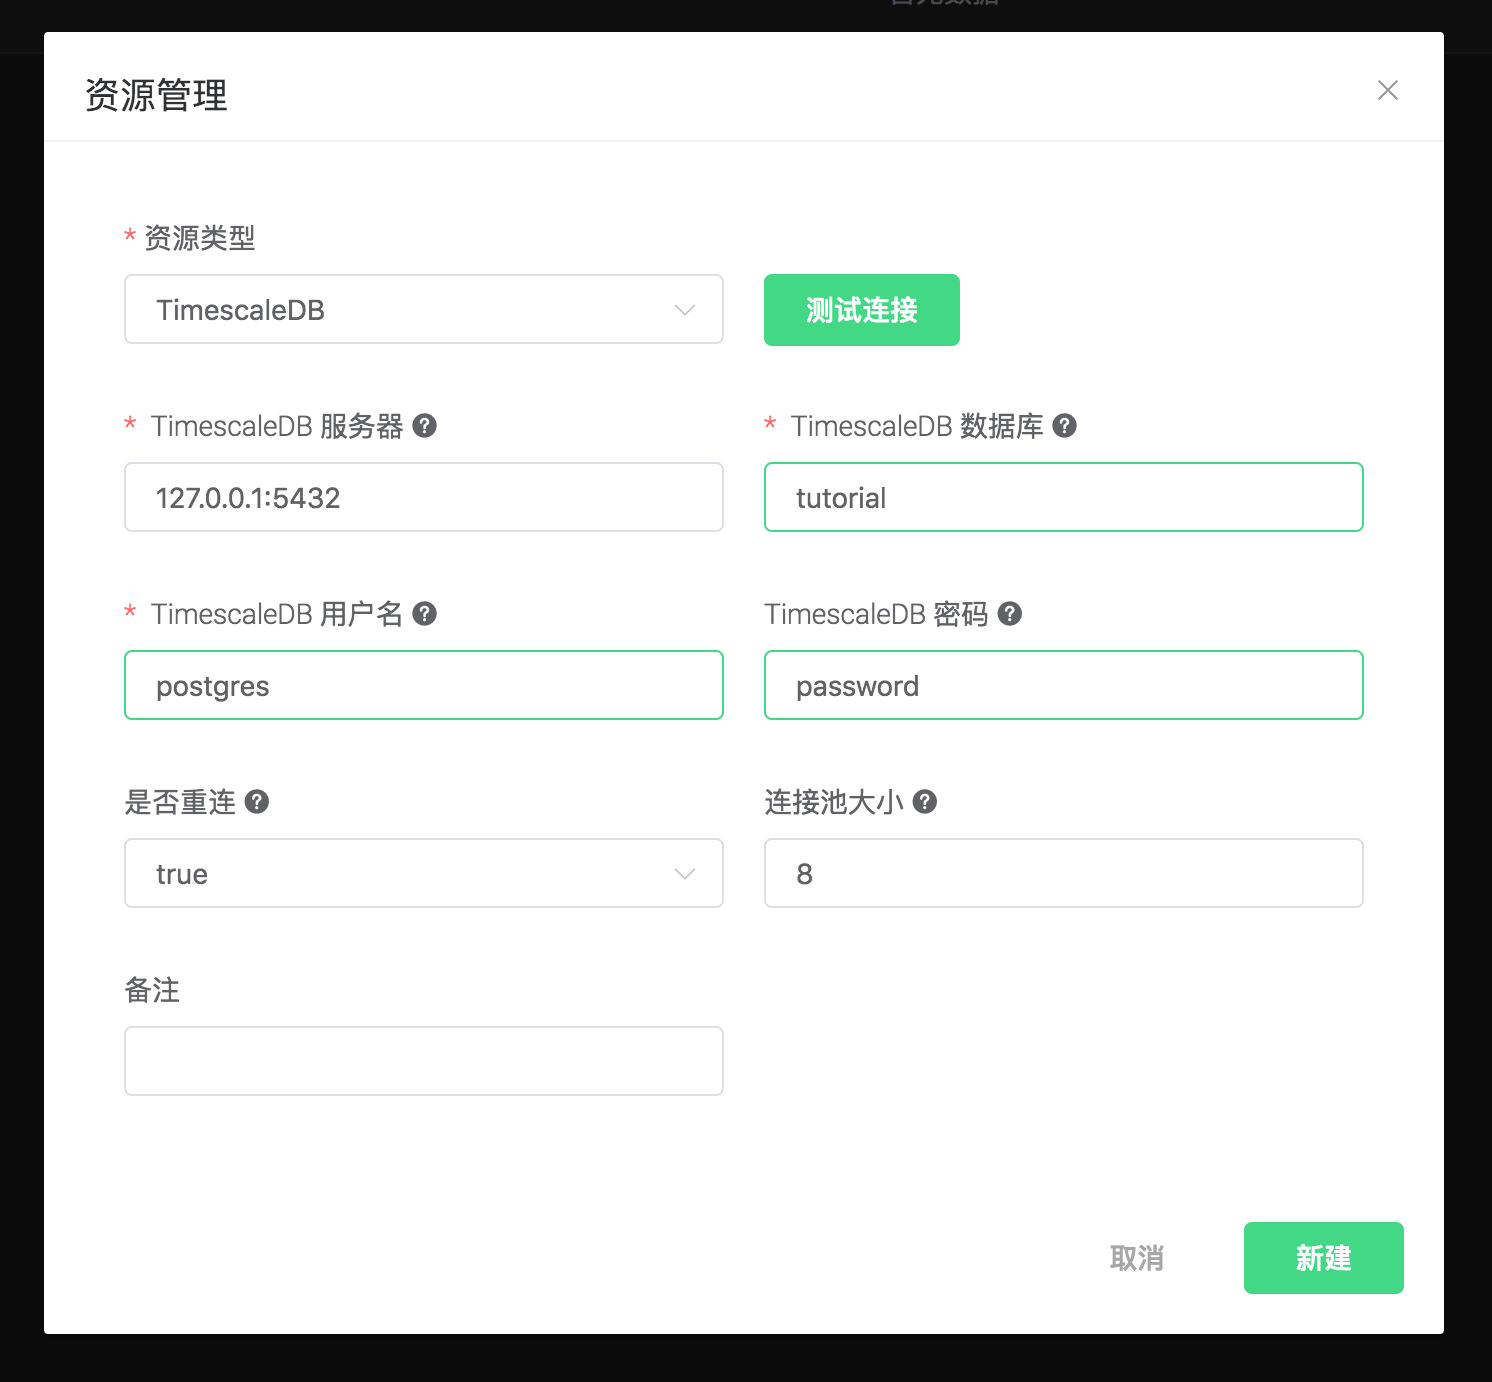 资源管理
* 资源类型
TimescaleDB
测试连接
* TimescaleDB 服务器
* TimescaleDB 数据库
127.0.0.1:5432
tutorial
* TimescaleDB 用户名
TimescaleDB 密码
postgres
password
是否重连
连接池大小
true
8
备注
取消
新建